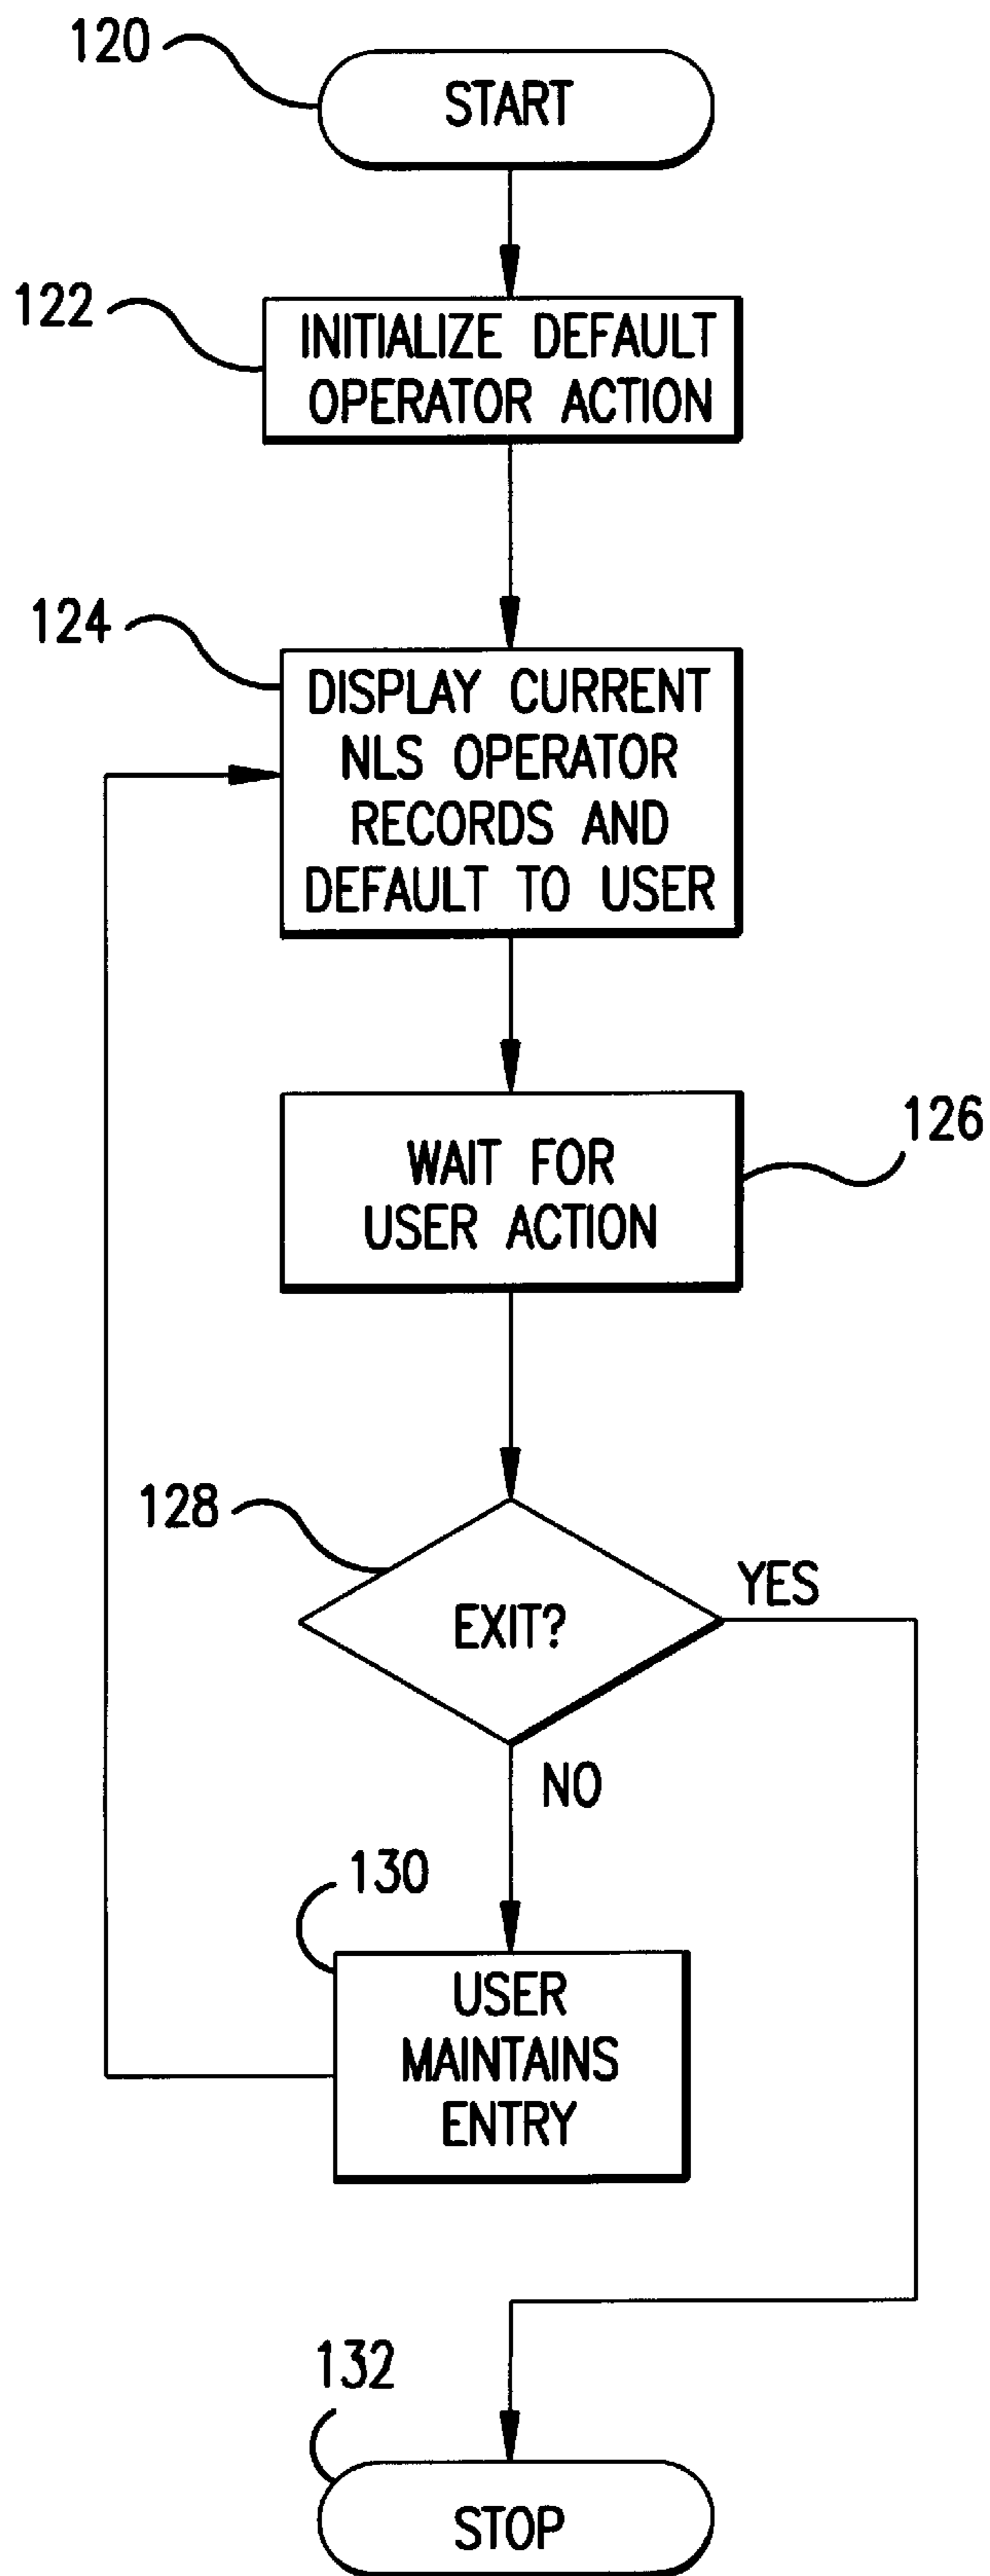 120
START
122
INITIALIZE DEFAULT
OPERATOR ACTION
124
DISPLAY CURRENT
NLS OPERATOR
RECORDS AND
DEFAULT TO USER
WAIT FOR
USER ACTION
126
128
EXIT?
YES
NO
130
USER
MAINTAINS
ENTRY
132
STOP